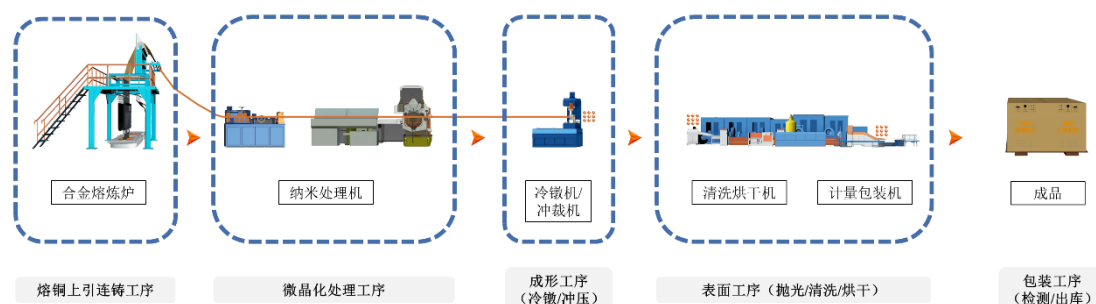 合金熔炼炉
纳米处理机
冷镦机/
冲裁机
清洗烘干机
计量包装机
成品
熔铜上引连铸工序
微晶化处理工序
成形工序
（冷镦/冲压）
表面工序（抛光/清洗/烘干）
包装工序
（检测/出库）